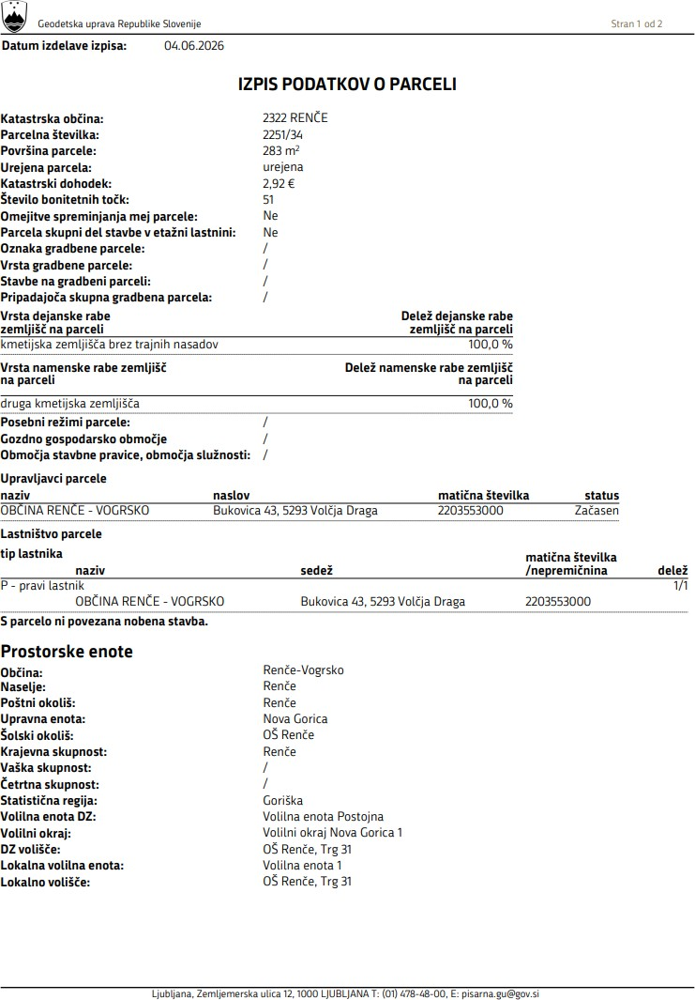 Geodetska uprava Republike Slovenije Stran 1 od 2
Datum izdelave izpisa: 04.06.2026
IZPIS PODATKOV O PARCELI
Katastrska občina: 2322 RENČE
Parcelna številka: 2251/34
Površina parcele: 283 m²
Urejena parcela: urejena
Katastrski dohodek: 2,92 €
Število bonitetnih točk: 51
Omejitve spreminjanja mej parcele: Ne
Parcela skupni del stavbe v etažni lastnini: Ne
Oznaka gradbene parcele: /
Vrsta gradbene parcele: /
Stavbe na gradbeni parceli: /
Pripadajoča skupna gradbena parcela: /
Vrsta dejanske rabe Delež dejanske rabe
zemljišč na parceli zemljišč na parceli
kmetijska zemljišča brez trajnih nasadov 100,0 %
Vrsta namenske rabe zemljišč Delež namenske rabe zemljišč
na parceli na parceli
druga kmetijska zemljišča 100,0 %
Posebni režimi parcele: /
Gozdno gospodarsko območje /
Območja stavbne pravice, območja služnosti: /
Upravljavci parcele
naziv naslov matična številka status
OBČINA RENČE - VOGRSKO Bukovica 43, 5293 Volčja Draga 2203553000 Začasen
Lastništvo parcele
tip lastnika matična številka
naziv sedež /nepremičnina delež
P - pravi lastnik 1/1
OBČINA RENČE - VOGRSKO Bukovica 43, 5293 Volčja Draga 2203553000
S parcelo ni povezana nobena stavba.
Prostorske enote
Občina: Renče-Vogrsko
Naselje: Renče
Poštni okoliš: Renče
Upravna enota: Nova Gorica
Šolski okoliš: OŠ Renče
Krajevna skupnost: Renče
Vaška skupnost: /
Četrtna skupnost: /
Statistična regija: Goriška
Volilna enota DZ: Volilna enota Postojna
Volilni okraj: Volilni okraj Nova Gorica 1
DZ volišče: OŠ Renče, Trg 31
Lokalna volilna enota: Volilna enota 1
Lokalno volišče: OŠ Renče, Trg 31
Ljubljana, Zemljemerska ulica 12, 1000 LJUBLJANA T: (01) 478-48-00, E: pisarna.gu@gov.si